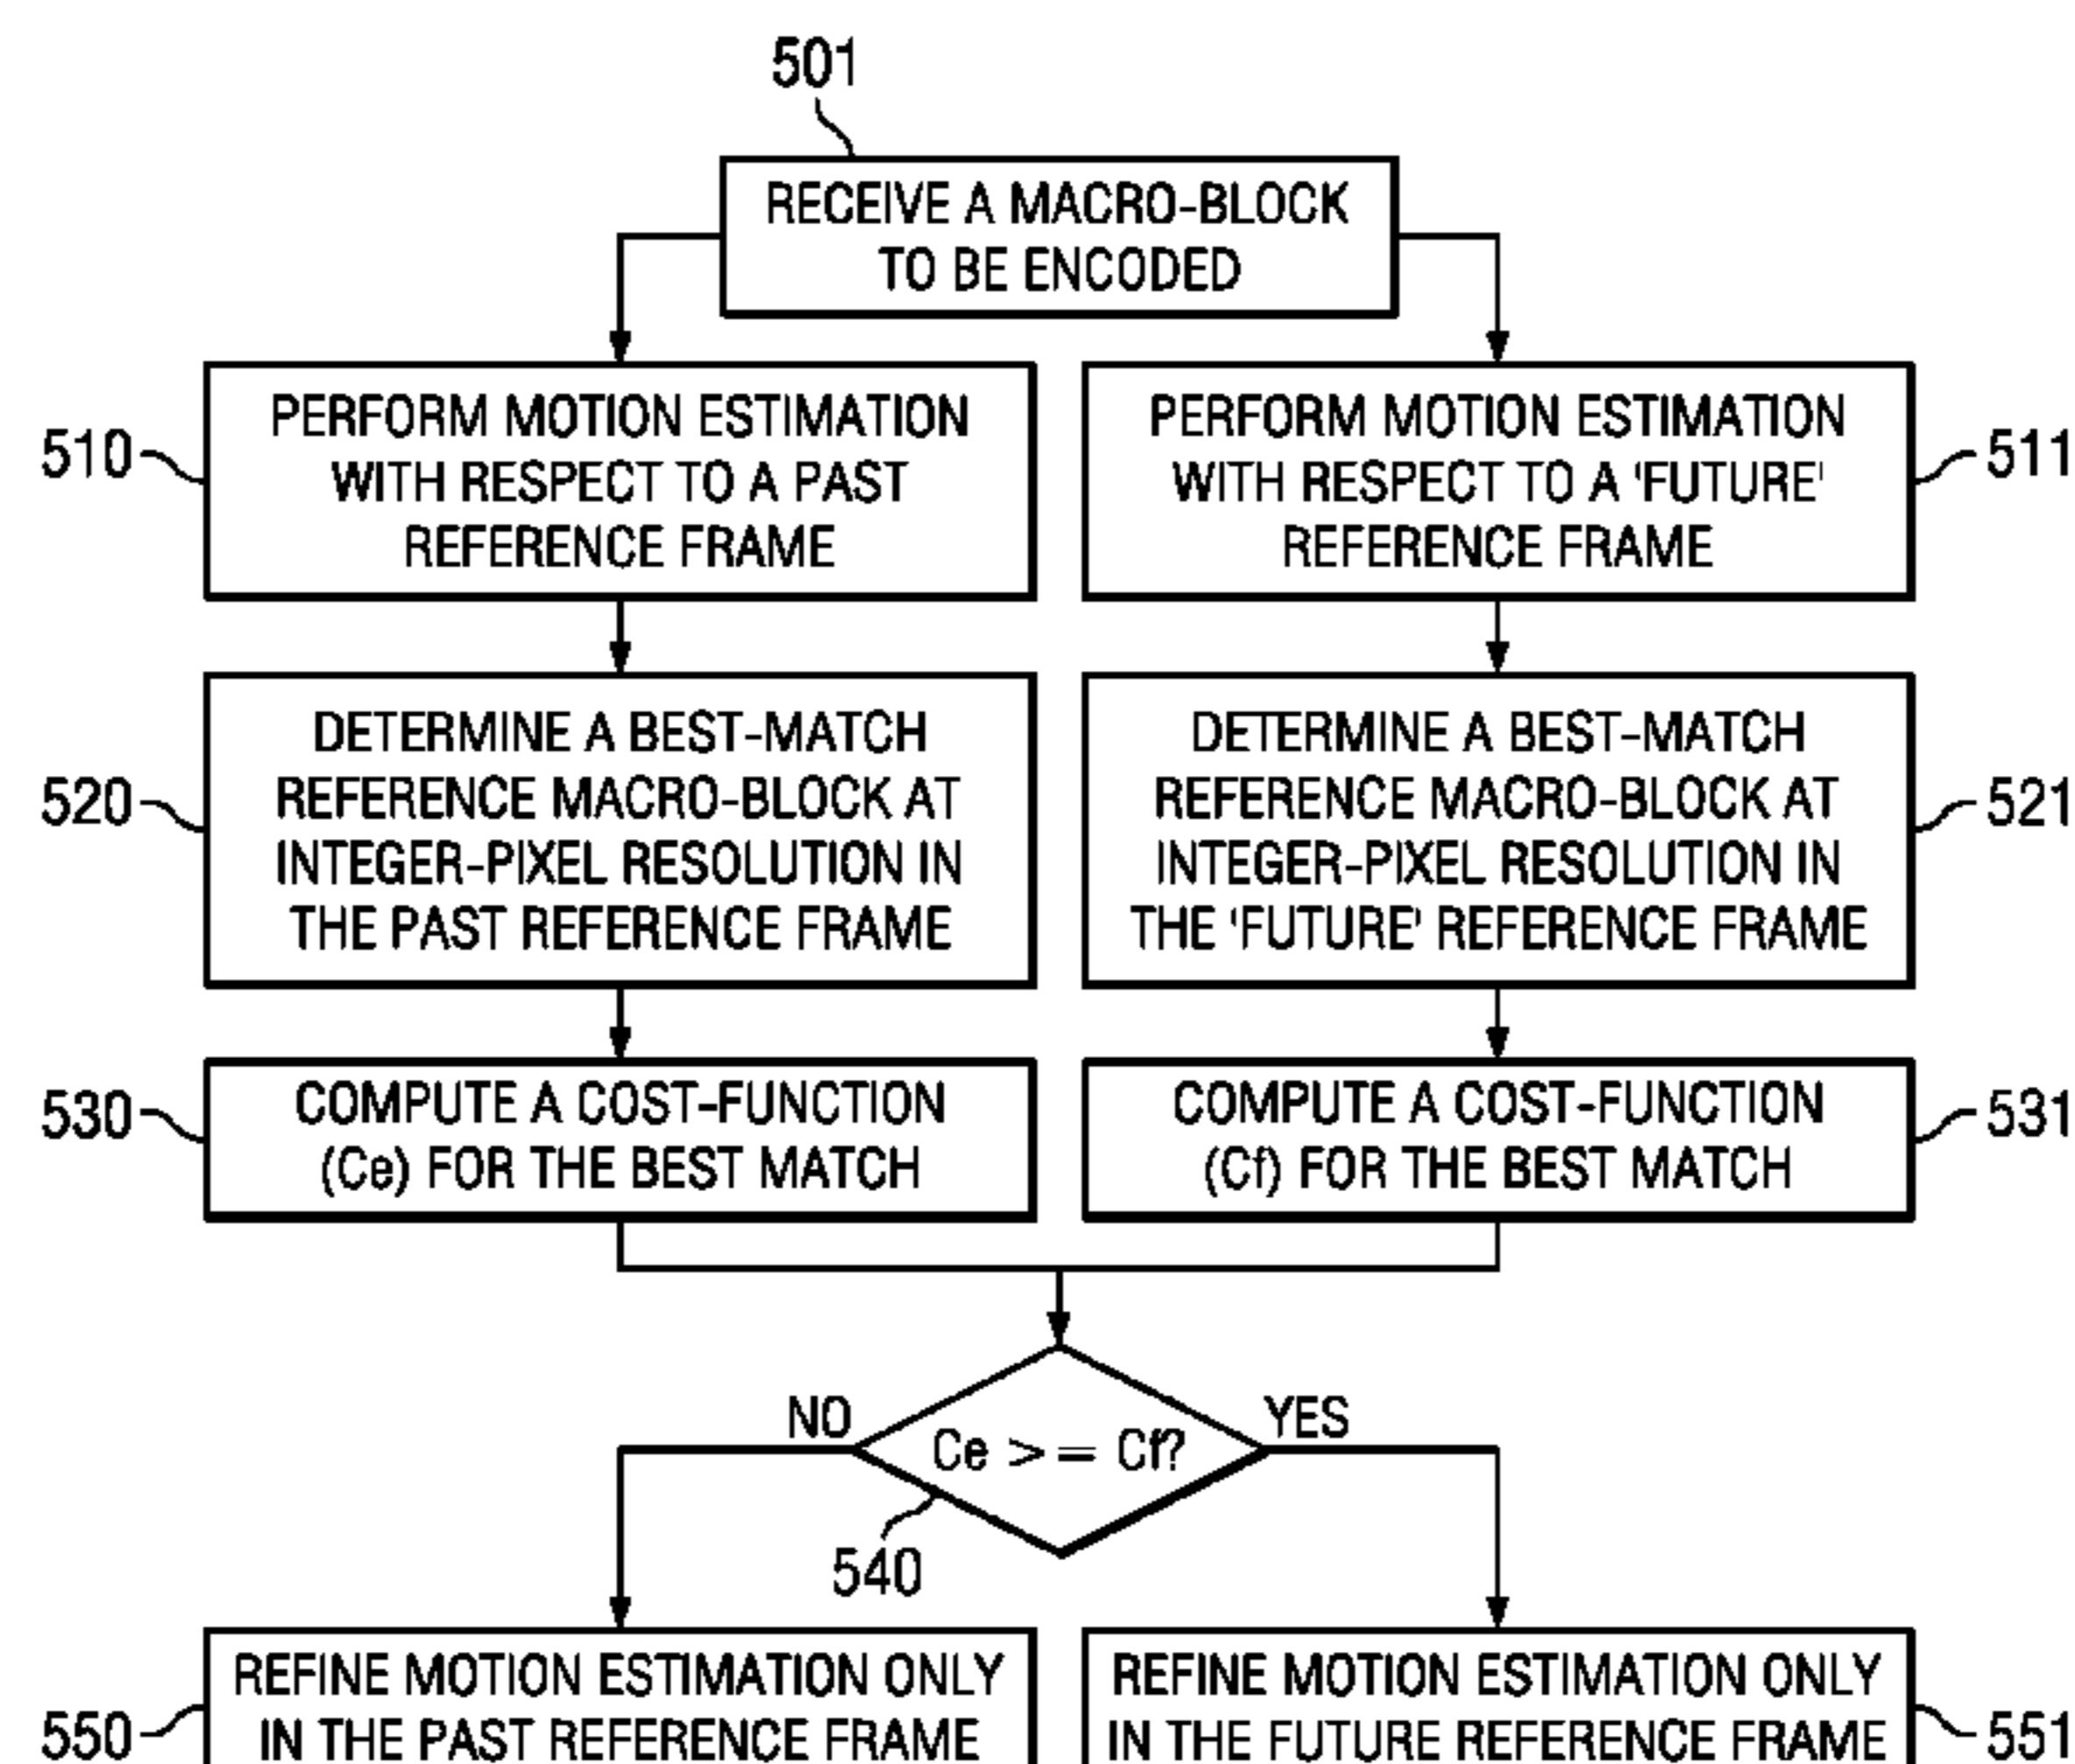 501
RECEIVE A MACRO-BLOCK
TO BE ENCODED
510
PERFORM MOTION ESTIMATION
WITH RESPECT TO A PAST
REFERENCE FRAME
PERFORM MOTION ESTIMATION
WITH RESPECT TO A 'FUTURE'
REFERENCE FRAME
511
520
DETERMINE A BEST-MATCH
REFERENCE MACRO-BLOCK AT
INTEGER-PIXEL RESOLUTION IN
THE PAST REFERENCE FRAME
DETERMINE A BEST-MATCH
REFERENCE MACRO-BLOCK AT
INTEGER-PIXEL RESOLUTION IN
THE 'FUTURE' REFERENCE FRAME
521
530
COMPUTE A COST-FUNCTION
(Ce) FOR THE BEST MATCH
COMPUTE A COST-FUNCTION
(Cf) FOR THE BEST MATCH
531
NO
Ce >= Cf?
YES
540
550
REFINE MOTION ESTIMATION ONLY
IN THE PAST REFERENCE FRAME
REFINE MOTION ESTIMATION ONLY
IN THE FUTURE REFERENCE FRAME
551